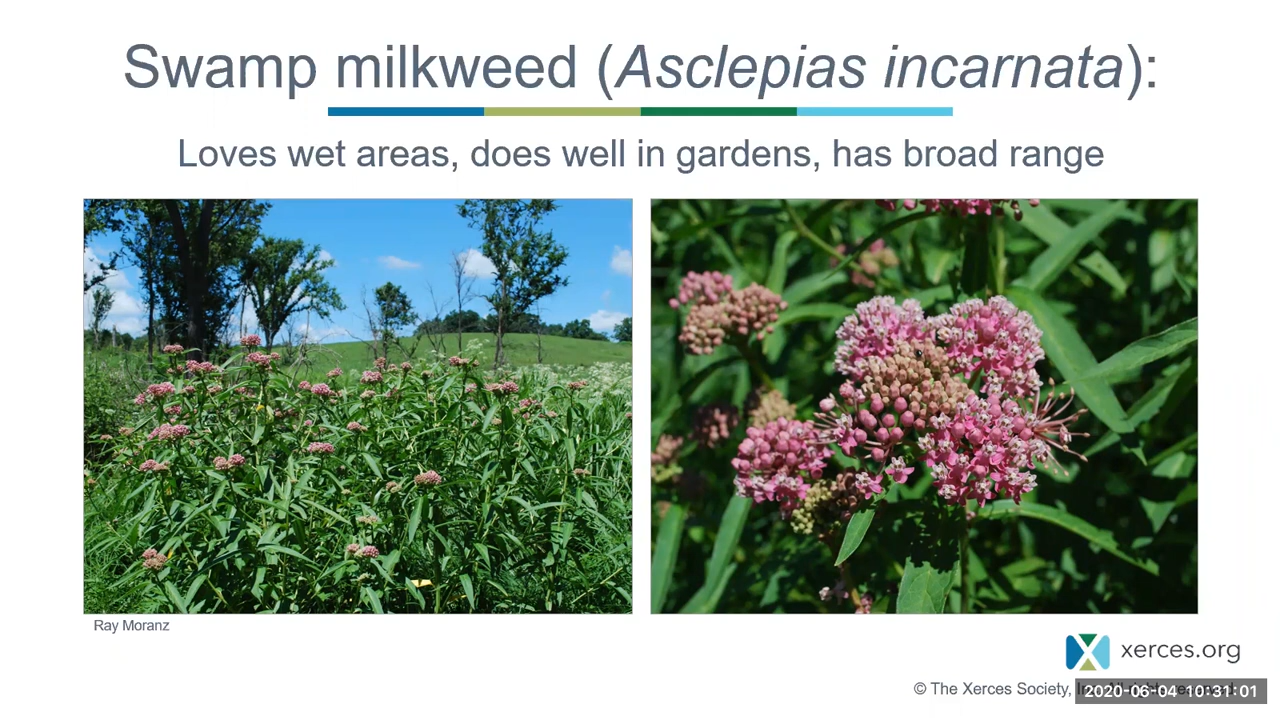 Swamp milkweed (Asclepias incarnata):
Loves wet areas, does well in gardens, has broad range
Ray Moranz
xerces.org
© The Xerces Society, 
2020-06-04 10:31:01